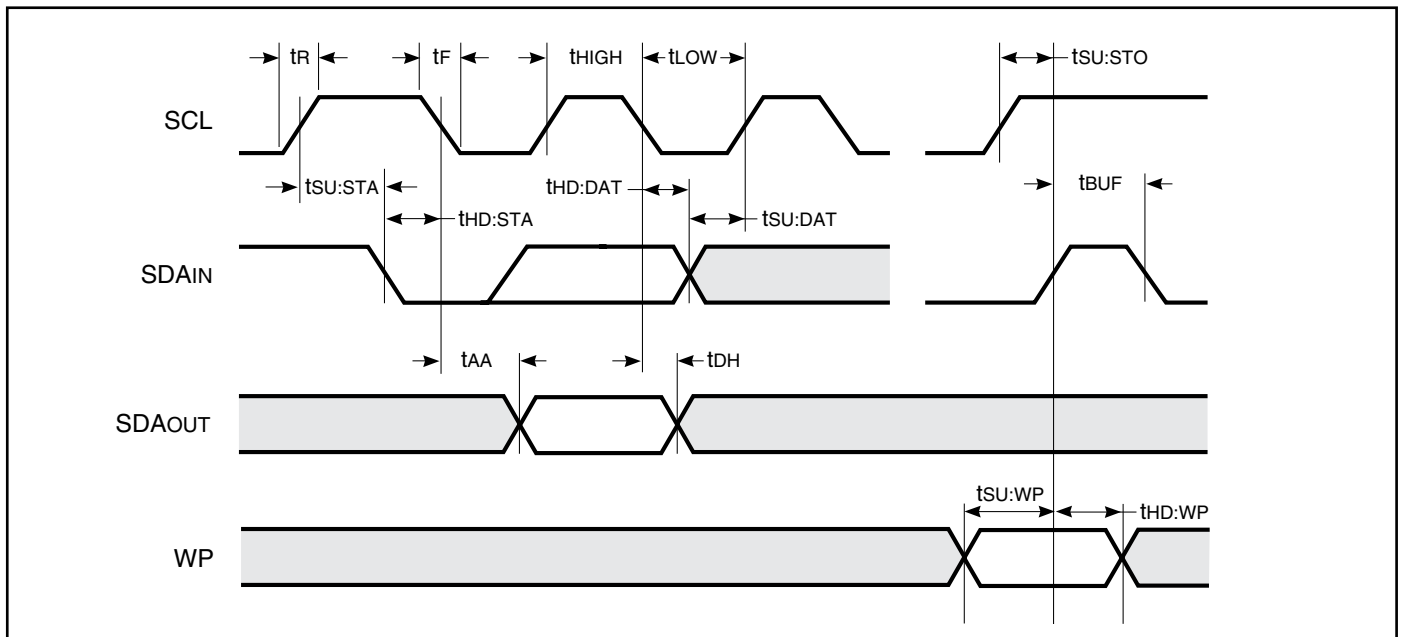 tR tF tHIGH tLOW tSU:STO
SCL
tSU:STA tHD:DAT tBUF
tHD:STA tSU:DAT
SDAIN
tAA tDH
SDAOUT
tSU:WP tHD:WP
WP